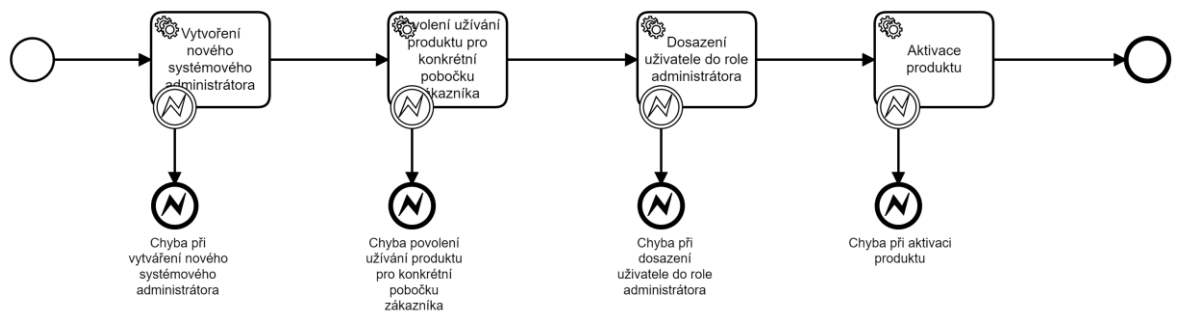 Vytvoření
nového
systémového
administrátora
Povolení užívání
produktu pro
konkrétní
pobočku
zákazníka
Dosazení
uživatele do role
administrátora
Aktivace
produktu
Chyba při
vytváření nového
systémového
administrátora
Chyba povolení
užívání produktu
pro konkrétní
pobočku
zákazníka
Chyba při
dosazení
uživatele do role
administrátora
Chyba při aktivaci
produktu